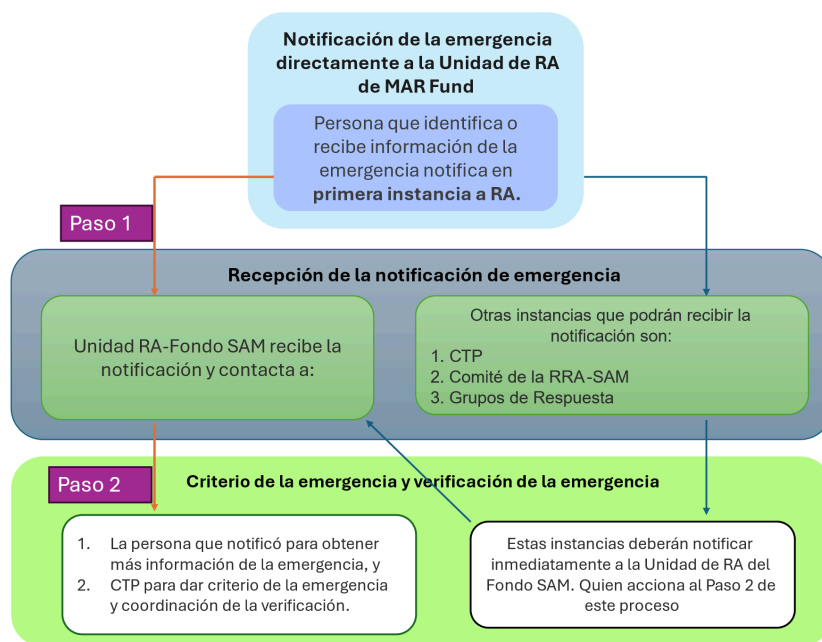 Notificación de la emergencia
directamente a la Unidad de RA
de MAR Fund
Persona que identifica o
recibe información de la
emergencia notifica en
primera instancia a RA.
Paso 1
Recepción de la notificación de emergencia
Unidad RA-Fondo SAM recibe la
notificación y contacta a:
Otras instancias que podrán recibir la
notificación son:
1. CTP
2. Comité de la RRA-SAM
3. Grupos de Respuesta
Paso 2
Criterio de la emergencia y verificación de la emergencia
1. La persona que notificó para obtener
más información de la emergencia, y
2. CTP para dar criterio de la emergencia
y coordinación de la verificación.
Estas instancias deberán notificar
inmediatamente a la Unidad de RA del
Fondo SAM. Quien acciona al Paso 2 de
este proceso